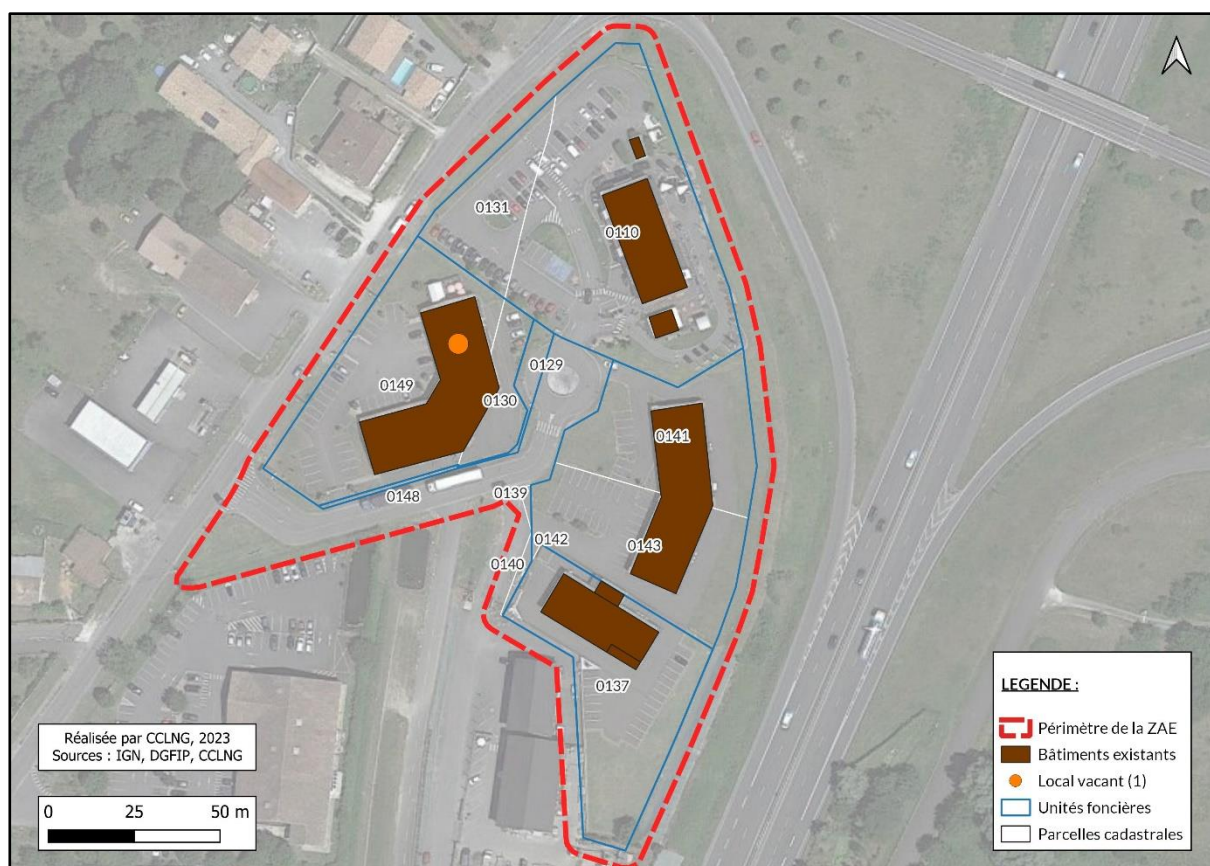 0131
0110
0129
0149
0130
0141
0148
0139
0142
0143
0140
0137
LEGENDE :
Périmètre de la ZAE
Bâtiments existants
Local vacant (1)
Unités foncières
Parcelles cadastrales
Réalisée par CCLNG, 2023
Sources : IGN, DGFIP, CCLNG
0 25 50 m